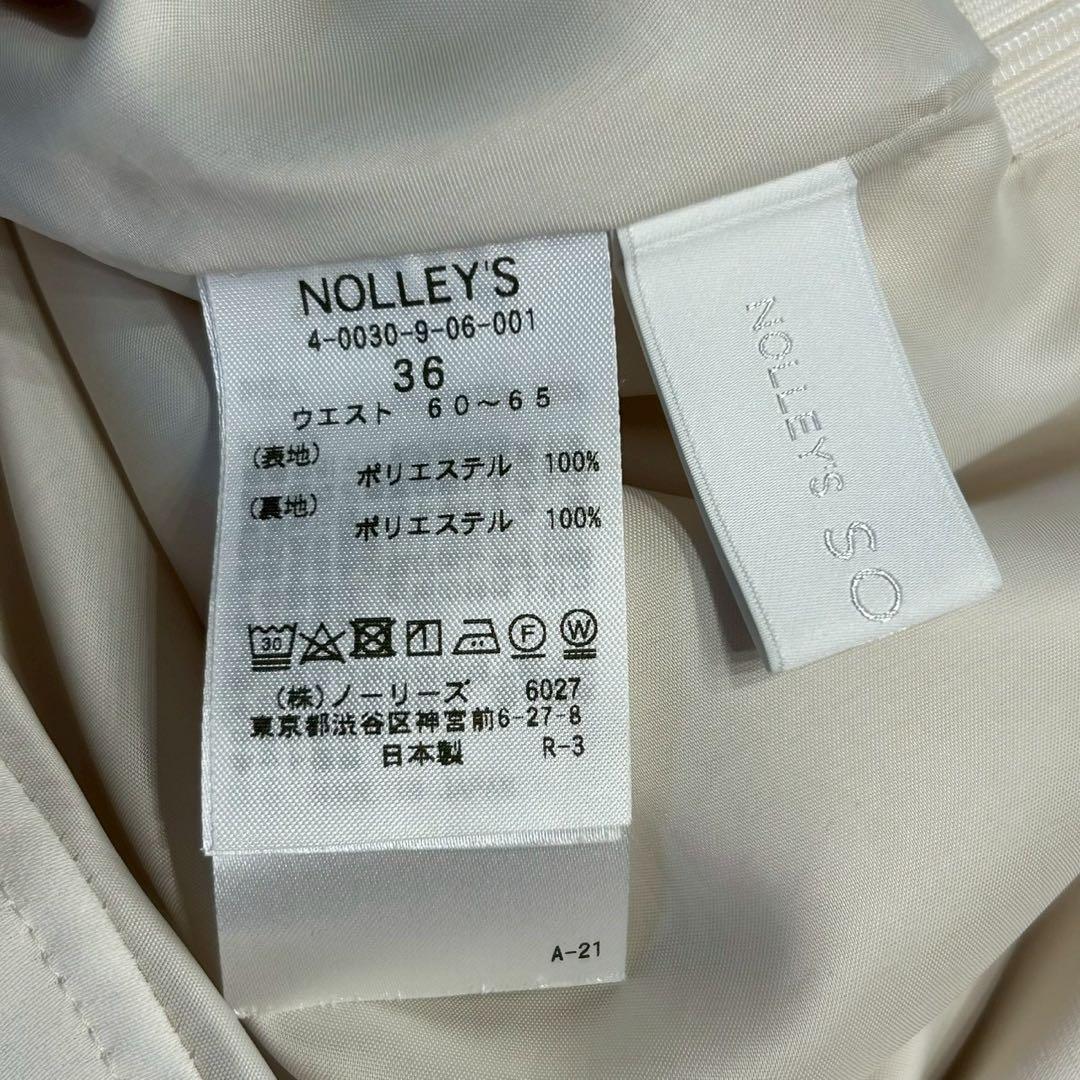 NOLLEY'S
4-0030-9-06-001
36
ウエスト 60～65
(表地) ポリエステル 100%
(裏地) ポリエステル 100%
30 F W
(株)ノーリーズ 6027
東京都渋谷区神宮前6-27-8
日本製 R-3
A-21
NOLLEY'S SO